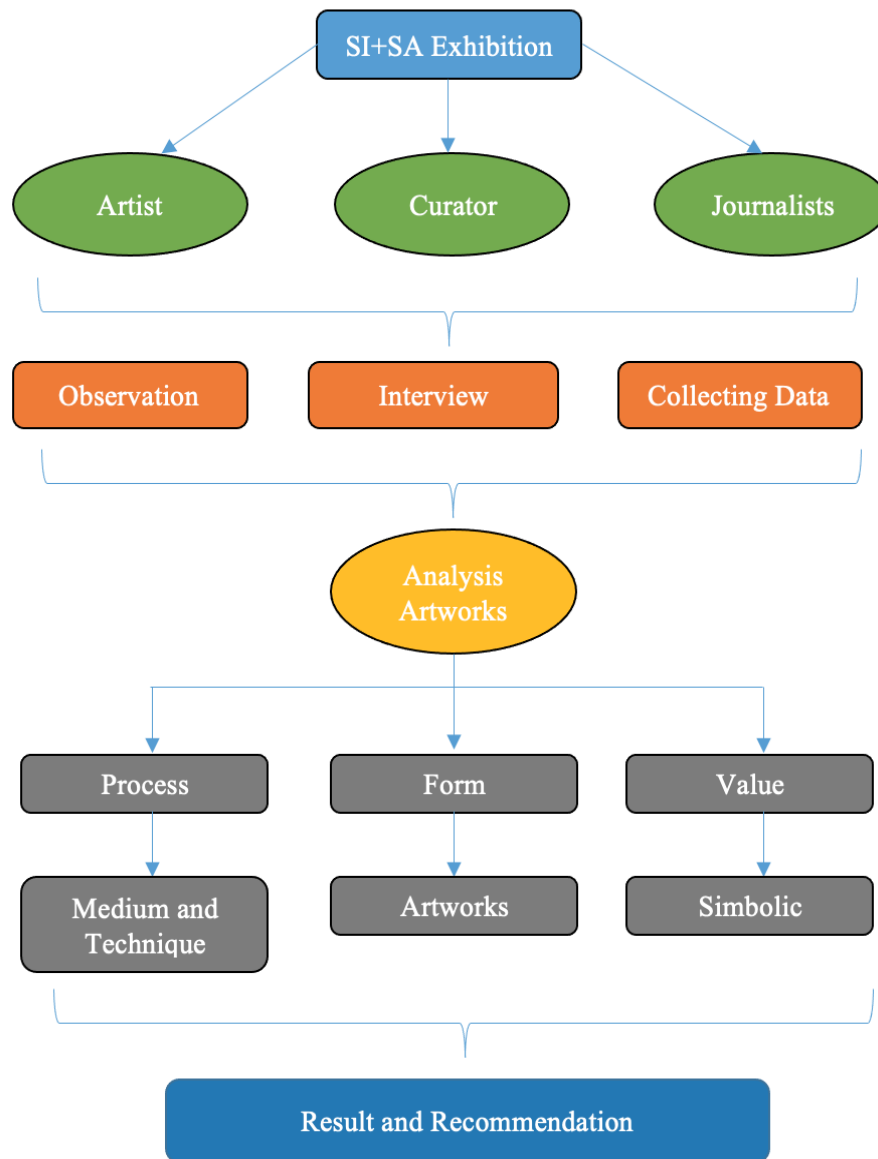 SI+SA Exhibition
Artist
Curator
Journalists
Observation
Interview
Collecting Data
Analysis
Artworks
Process
Form
Value
Medium and
Technique
Artworks
Simbolic
Result and Recommendation